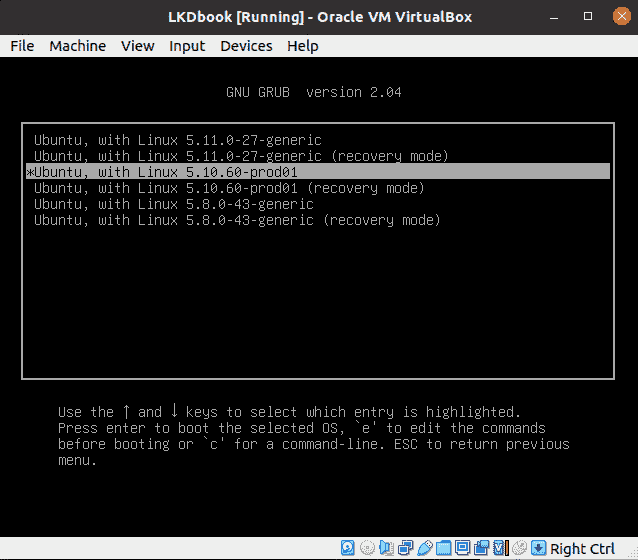 LKDbook [Running] - Oracle VM VirtualBox
File Machine View Input Devices Help
GNU GRUB version 2.04
Ubuntu, with Linux 5.11.0-27-generic
Ubuntu, with Linux 5.11.0-27-generic (recovery mode)
*Ubuntu, with Linux 5.10.60-prod01
Ubuntu, with Linux 5.10.60-prod01 (recovery mode)
Ubuntu, with Linux 5.8.0-43-generic
Ubuntu, with Linux 5.8.0-43-generic (recovery mode)
Use the ↑ and ↓ keys to select which entry is highlighted.
Press enter to boot the selected OS, `e' to edit the commands
before booting or `c' for a command-line. ESC to return previous
menu.
Right Ctrl